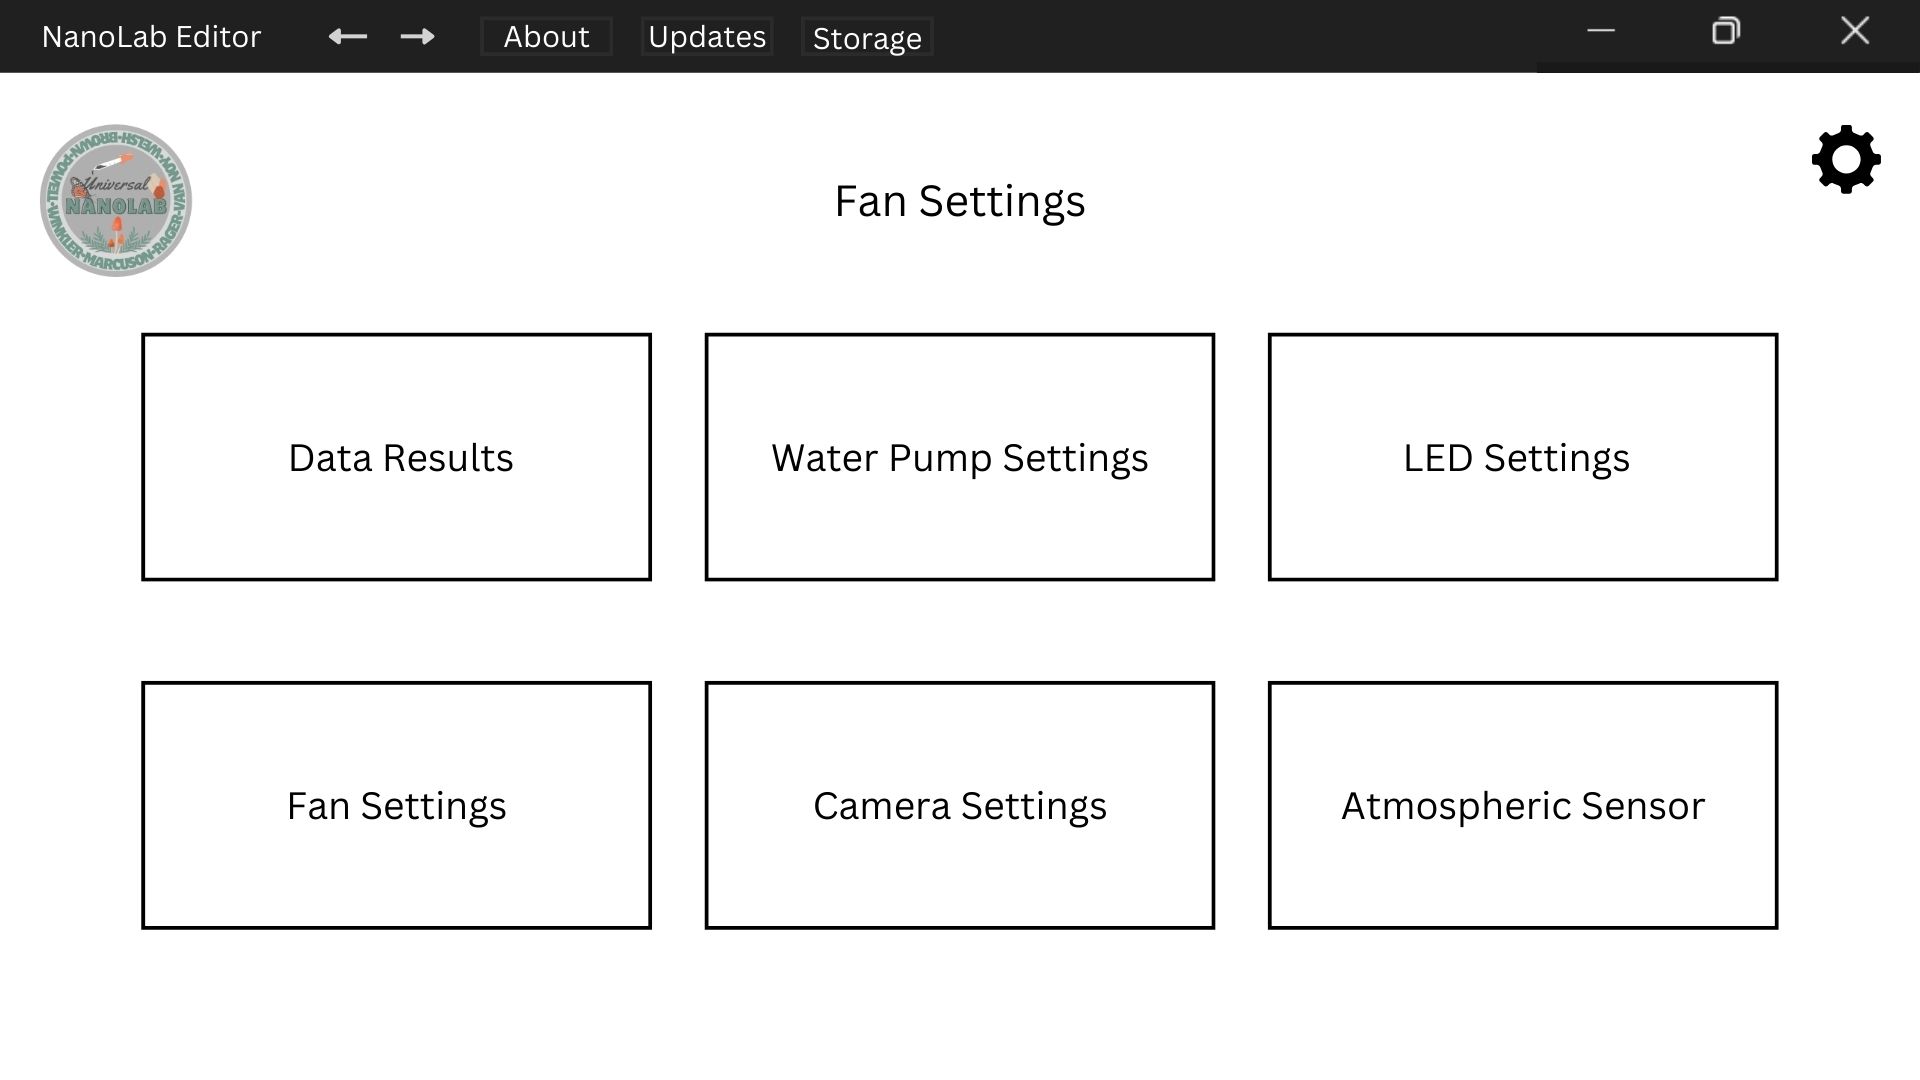 NanoLab Editor
About
Updates
Storage
WELSH-BROWN-POWELL-WINKLER-MARCUSON-RAGER-VAN NOY
Universal
NANOLAB
Fan Settings
Data Results
Water Pump Settings
LED Settings
Fan Settings
Camera Settings
Atmospheric Sensor